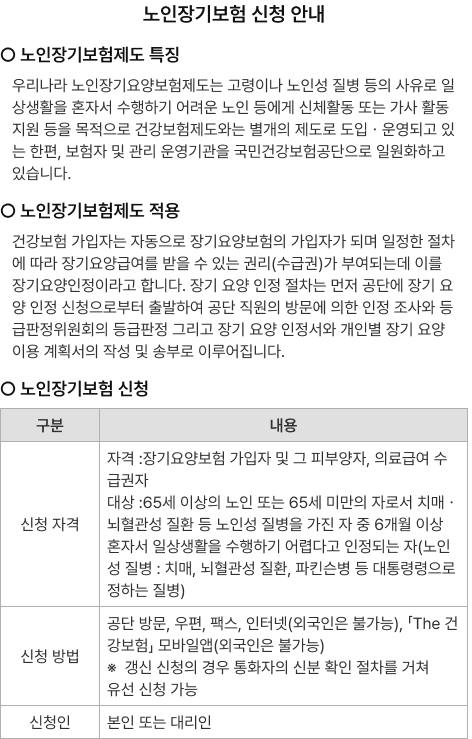 노인장기보험 신청 안내
○ 노인장기보험제도 특징
우리나라 노인장기요양보험제도는 고령이나 노인성 질병 등의 사유로 일
상생활을 혼자서 수행하기 어려운 노인 등에게 신체활동 또는 가사 활동
지원 등을 목적으로 건강보험제도와는 별개의 제도로 도입ㆍ운영되고 있
는 한편, 보험자 및 관리 운영기관을 국민건강보험공단으로 일원화하고
있습니다.
○ 노인장기보험제도 적용
건강보험 가입자는 자동으로 장기요양보험의 가입자가 되며 일정한 절차
에 따라 장기요양급여를 받을 수 있는 권리(수급권)가 부여되는데 이를
장기요양인정이라고 합니다. 장기 요양 인정 절차는 먼저 공단에 장기 요
양 인정 신청으로부터 출발하여 공단 직원의 방문에 의한 인정 조사와 등
급판정위원회의 등급판정 그리고 장기 요양 인정서와 개인별 장기 요양
이용 계획서의 작성 및 송부로 이루어집니다.
○ 노인장기보험 신청
구분 내용
자격 :장기요양보험 가입자 및 그 피부양자, 의료급여 수
급권자
대상 :65세 이상의 노인 또는 65세 미만의 자로서 치매ㆍ
신청 자격 뇌혈관성 질환 등 노인성 질병을 가진 자 중 6개월 이상
혼자서 일상생활을 수행하기 어렵다고 인정되는 자(노인
성 질병 : 치매, 뇌혈관성 질환, 파킨슨병 등 대통령령으로
정하는 질병)
공단 방문, 우편, 팩스, 인터넷(외국인은 불가능), 「The 건
신청 방법 강보험」 모바일앱(외국인은 불가능)
※ 갱신 신청의 경우 통화자의 신분 확인 절차를 거쳐
유선 신청 가능
신청인 본인 또는 대리인